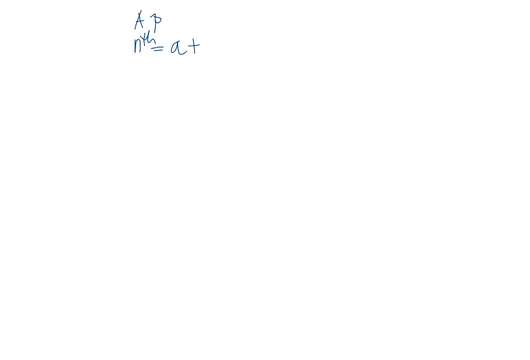 A P
nth = a +